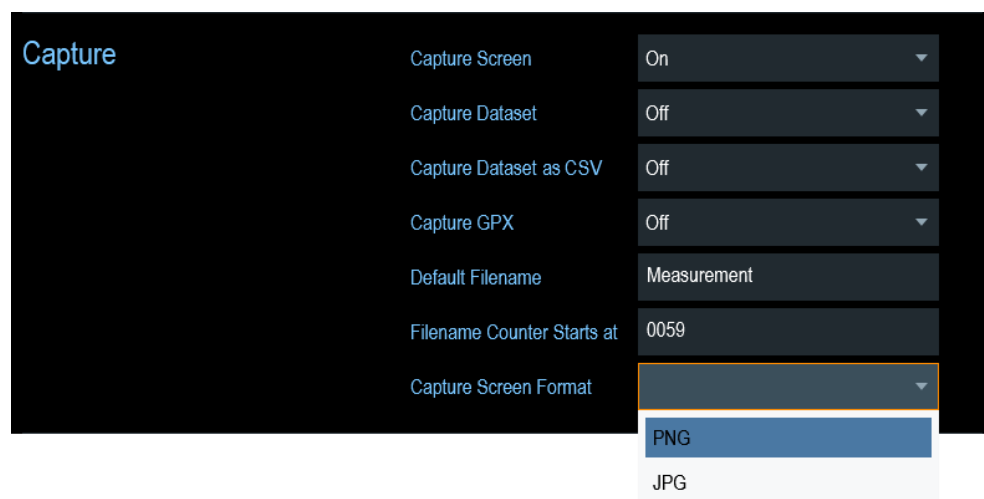 Capture
Capture Screen On
Capture Dataset Off
Capture Dataset as CSV Off
Capture GPX Off
Default Filename Measurement
Filename Counter Starts at 0059
Capture Screen Format
PNG
JPG